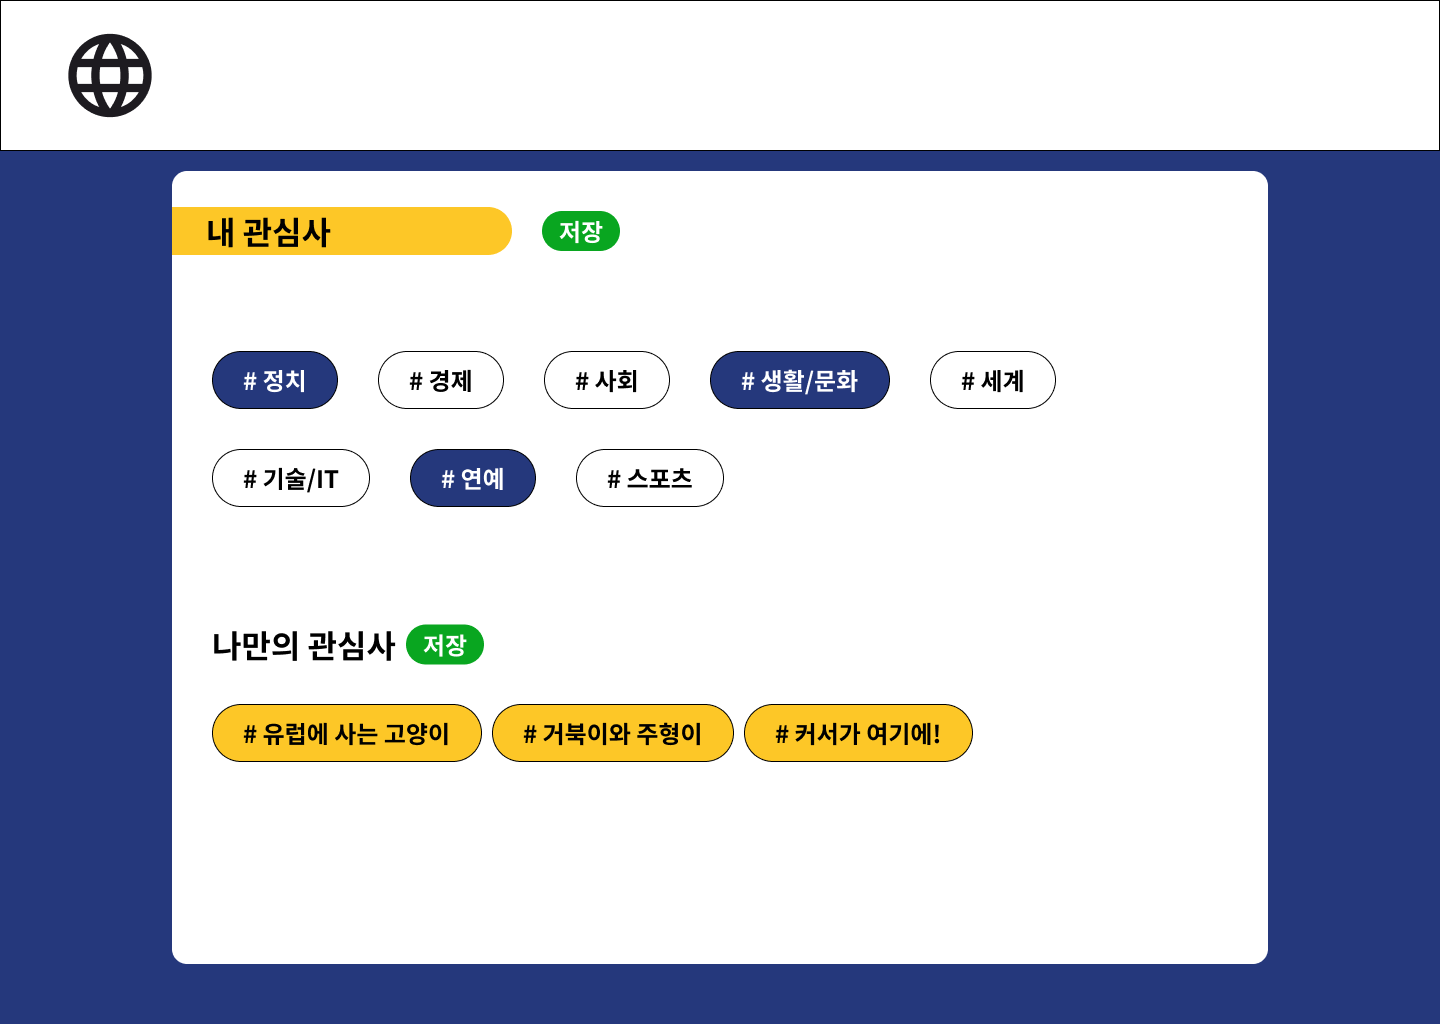 내 관심사 저장
# 정치 # 경제 # 사회 # 생활/문화 # 세계
# 기술/IT # 연예 # 스포츠
나만의 관심사 저장
# 유럽에 사는 고양이 # 거북이와 주형이 # 커서가 여기에!